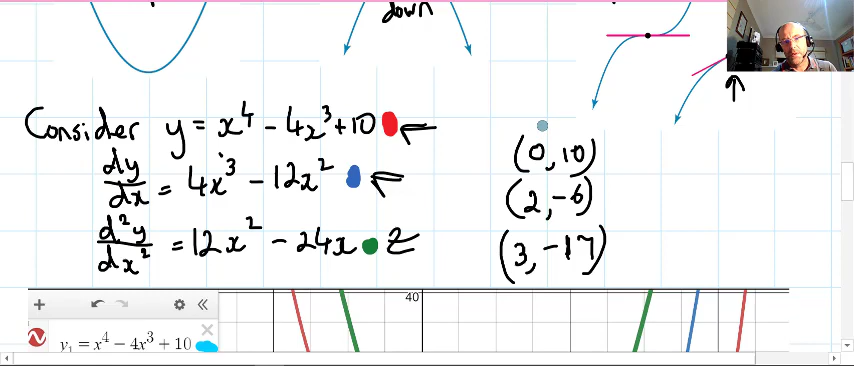 down
Consider y = x⁴ - 4x³ + 10
dy/dx = 4x³ - 12x²
d²y/dx² = 12x² - 24x
(0, 10)
(2, -6)
(3, -17)
40
y₁ = x⁴ − 4x³ + 10